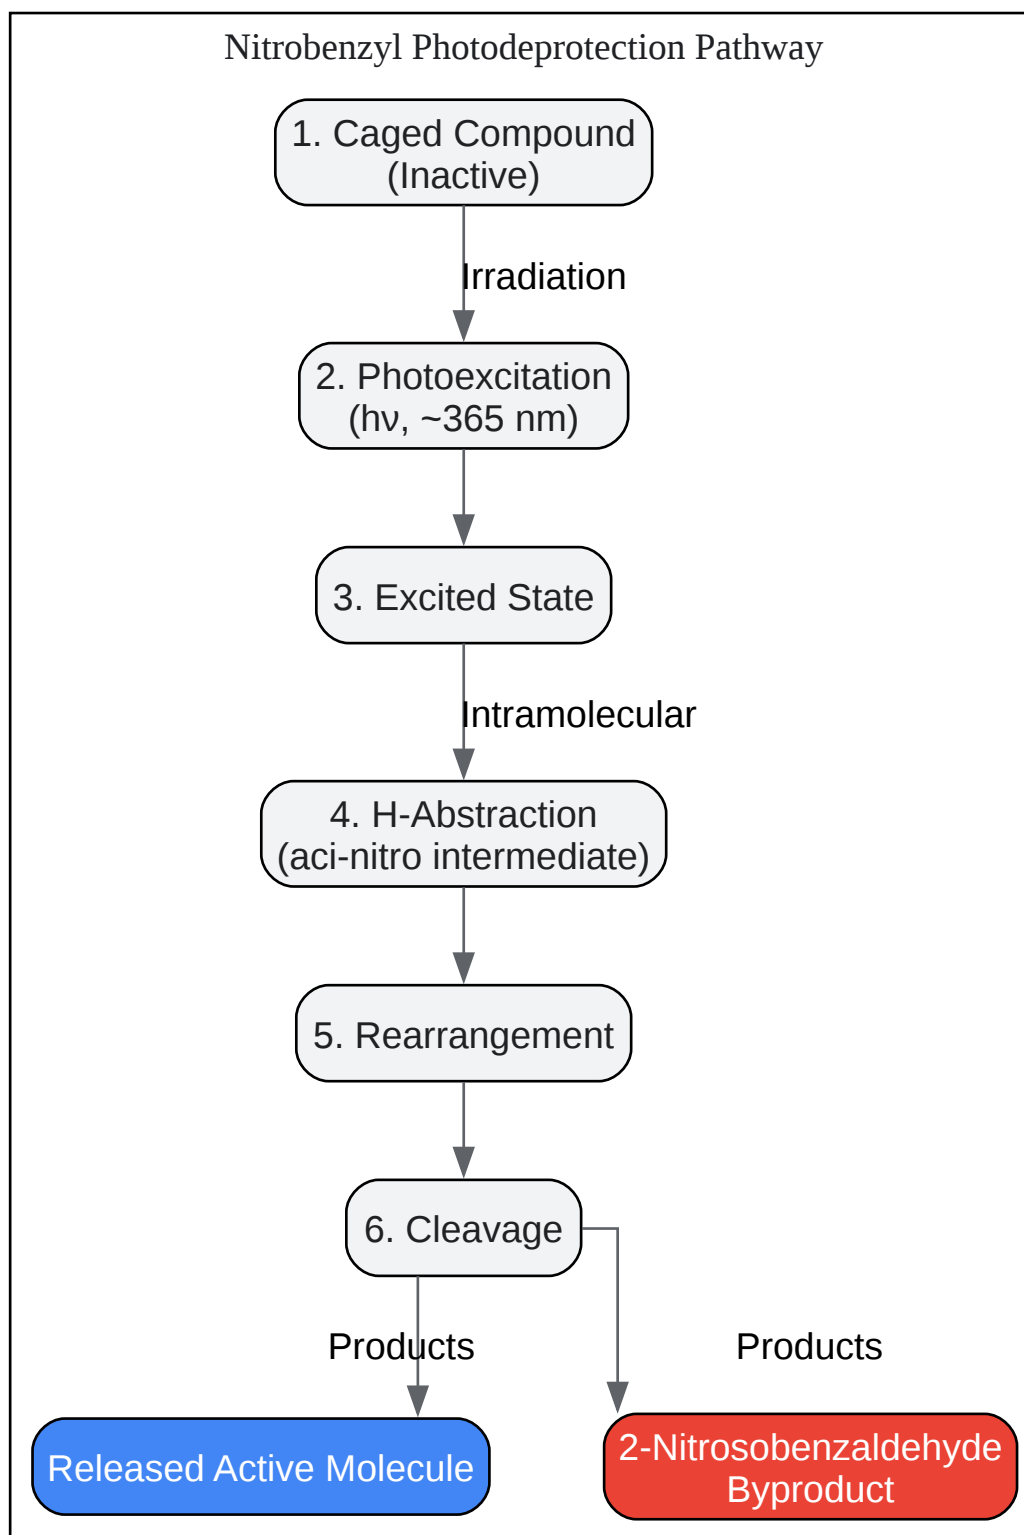 Nitrobenzyl Photodeprotection Pathway
1. Caged Compound
(Inactive)
Irradiation
2. Photoexcitation
(hν, ~365 nm)
3. Excited State
Intramolecular
4. H-Abstraction
(aci-nitro intermediate)
5. Rearrangement
6. Cleavage
Products
Products
Released Active Molecule
2-Nitrosobenzaldehyde
Byproduct